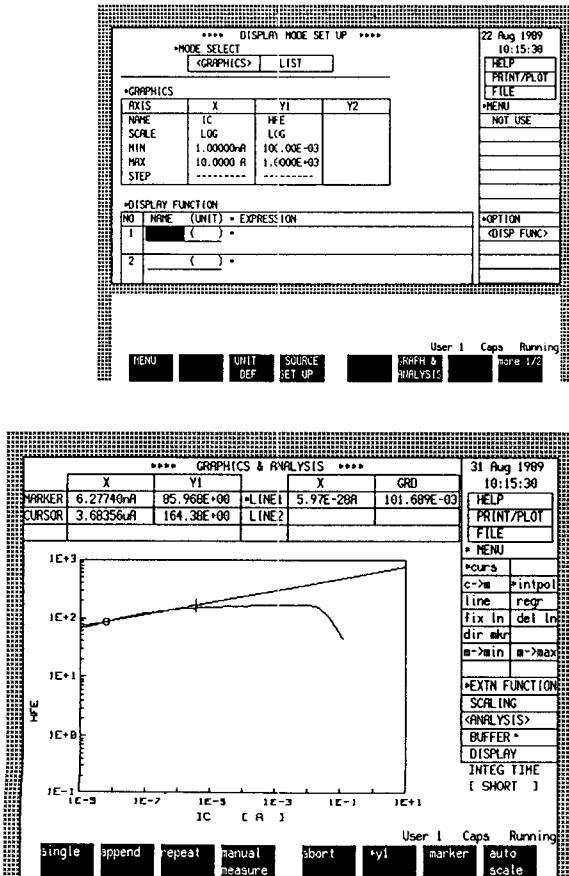 ▸▸▸▸ DISPLAY MODE SET UP ▸▸▸▸
22 Aug 1989
10:15:30
*MODE SELECT
<GRAPHICS> LIST
HELP
PRINT/PLOT
FILE
*MENU
NOT USE
*GRAPHICS
AXIS X Y1 Y2
NAME IC HFE
SCALE LOG LOG
MIN 1.00000nA 100.00E-03
MAX 10.0000 A 1.0000E+03
STEP --------- ---------
*DISPLAY FUNCTION
NO NAME (UNIT) = EXPRESSION
1 ( ) =
2 ( ) =
*OPTION
<DISP FUNC>
User 1 Caps Running
MENU UNIT DEF SOURCE SET UP GRAPH & ANALYSIS more 1/2
▸▸▸▸ GRAPHICS & ANALYSIS ▸▸▸▸
31 Aug 1989
10:15:30
X Y1 X GRD
MARKER 6.27740nA 85.968E+00 *LINE1 5.97E-28A 101.689E-03
CURSOR 3.68356uA 164.38E+00 LINE2
HELP
PRINT/PLOT
FILE
* MENU
*curs
c->m *intpol
line regr
fix ln del ln
dir mkr
m->min m->max
*EXTN FUNCTION
SCALING
<ANALYSIS>
BUFFER *
DISPLAY
INTEG TIME
[ SHORT ]
1E+3
1E+2
1E+1
1E+0
1E-1
HFE
1E-9 1E-7 1E-5 1E-3 1E-1 1E+1
IC [ A ]
User 1 Caps Running
single append repeat manual measure abort *y1 marker auto scale